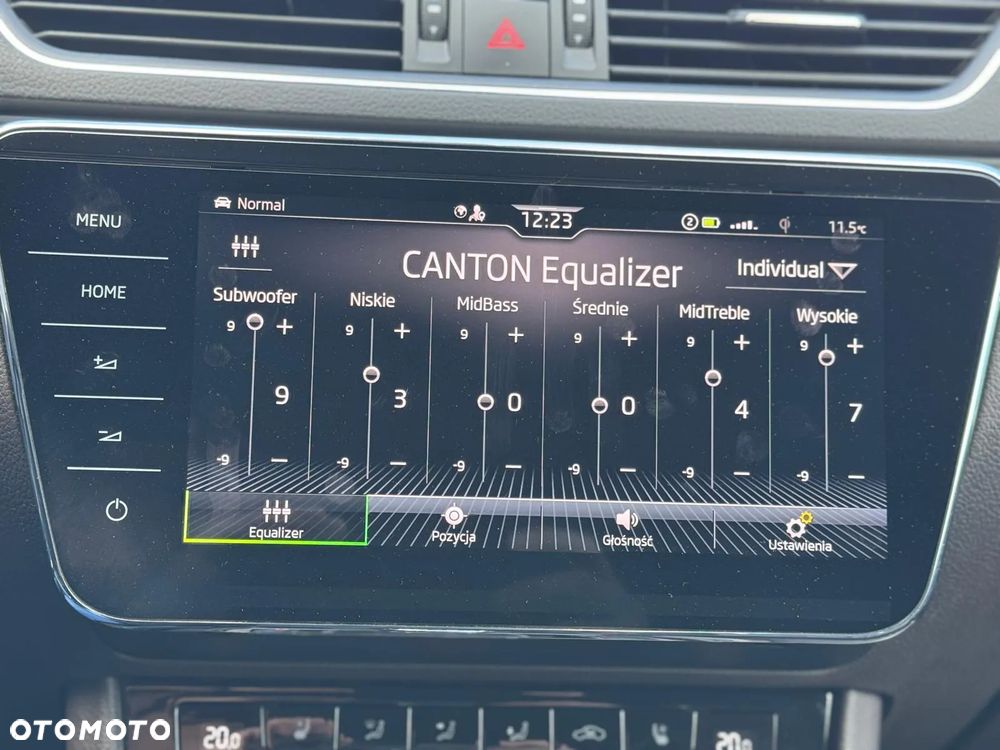 MENU
HOME
Normal
12:23
2
11.5°C
CANTON Equalizer
Individual
Subwoofer
Niskie
MidBass
Średnie
MidTreble
Wysokie
9 +
9 +
9 +
9 +
9 +
9 +
9
3
0
0
4
7
-9 —
-9 —
-9 —
-9 —
-9 —
-9 —
Equalizer
Pozycja
Głośność
Ustawienia
20.0
20.0
OTOMOTO